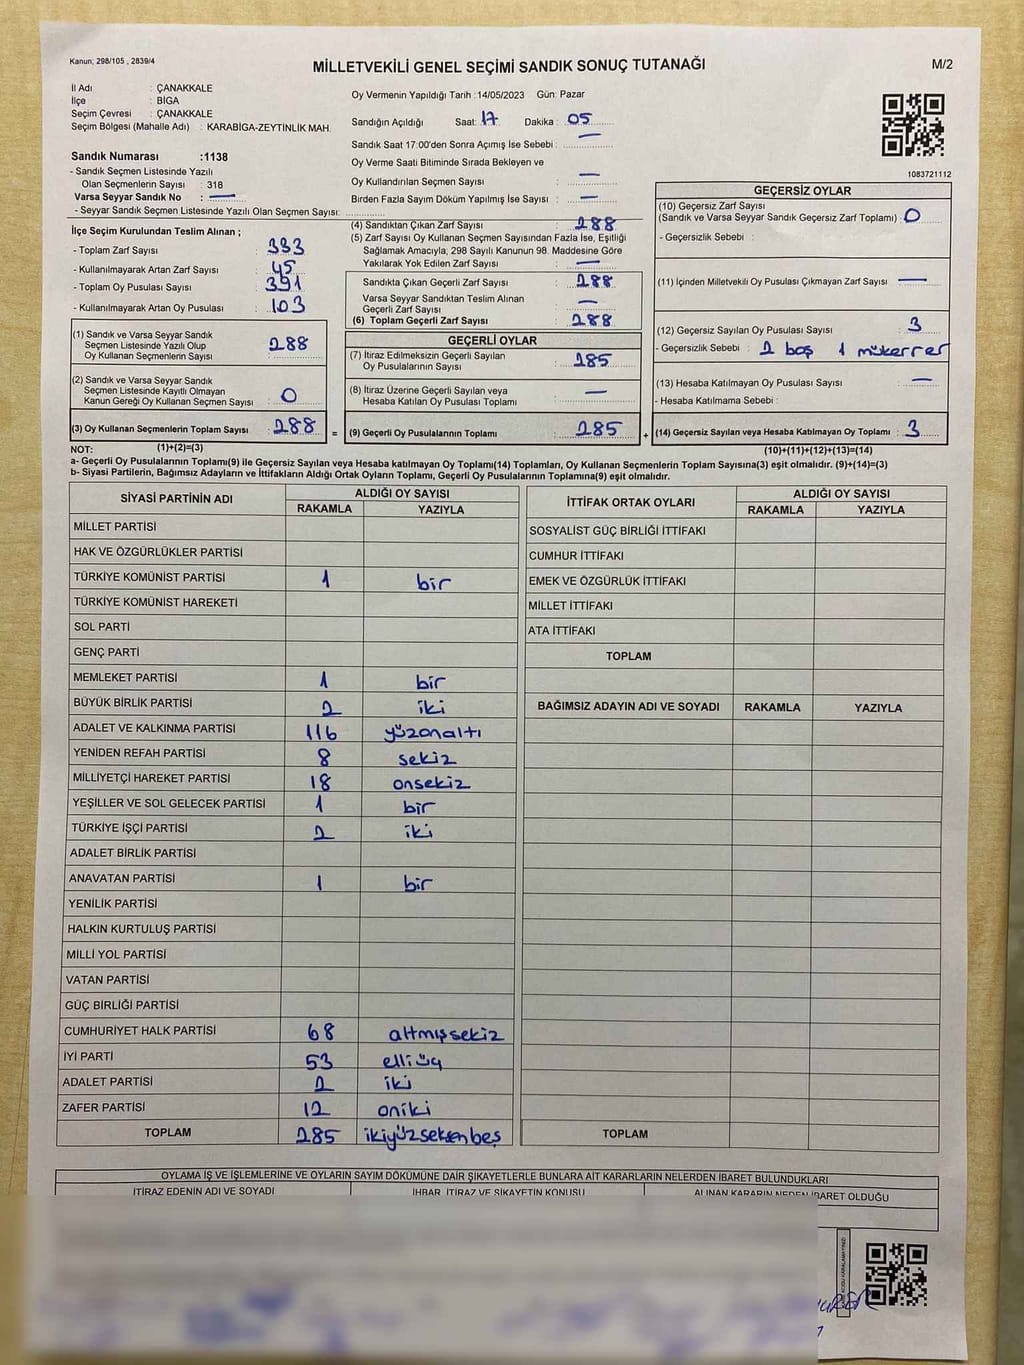 Kanun; 298/105 , 2839/4
MİLLETVEKİLİ GENEL SEÇİMİ SANDIK SONUÇ TUTANAĞI
M/2
İl Adı : ÇANAKKALE
İlçe : BİGA
Seçim Çevresi : ÇANAKKALE
Seçim Bölgesi (Mahalle Adı) : KARABİGA-ZEYTİNLİK MAH.
Oy Vermenin Yapıldığı Tarih :14/05/2023 Gün: Pazar
Sandığın Açıldığı Saat: 17 Dakika : 05
Sandık Saat 17:00'den Sonra Açımış İse Sebebi : —
Oy Verme Saati Bitiminde Sırada Bekleyen ve
Oy Kullandırılan Seçmen Sayısı : —
Birden Fazla Sayım Döküm Yapılmış İse Sayısı : —
1083721112
Sandık Numarası :1138
- Sandık Seçmen Listesinde Yazılı
Olan Seçmenlerin Sayısı : 318
Varsa Seyyar Sandık No : —
- Seyyar Sandık Seçmen Listesinde Yazılı Olan Seçmen Sayısı:
İlçe Seçim Kurulundan Teslim Alınan ;
- Toplam Zarf Sayısı : 333
- Kullanılmayarak Artan Zarf Sayısı : 45
- Toplam Oy Pusulası Sayısı : 391
- Kullanılmayarak Artan Oy Pusulası : 103
(1) Sandık ve Varsa Seyyar Sandık
Seçmen Listesinde Yazılı Olup
Oy Kullanan Seçmenlerin Sayısı : 288
(2) Sandık ve Varsa Seyyar Sandık
Seçmen Listesinde Kayıtlı Olmayan
Kanun Gereği Oy Kullanan Seçmen Sayısı : 0
(3) Oy Kullanan Seçmenlerin Toplam Sayısı : 288
(1)+(2)=(3)
(4) Sandıktan Çıkan Zarf Sayısı : 288
(5) Zarf Sayısı Oy Kullanan Seçmen Sayısından Fazla İse, Eşitliği
Sağlamak Amacıyla, 298 Sayılı Kanunun 98. Maddesine Göre
Yakılarak Yok Edilen Zarf Sayısı : —
Sandıkta Çıkan Geçerli Zarf Sayısı : 288
Varsa Seyyar Sandıktan Teslim Alınan
Geçerli Zarf Sayısı : —
(6) Toplam Geçerli Zarf Sayısı : 288
GEÇERLİ OYLAR
(7) İtiraz Edilmeksizin Geçerli Sayılan
Oy Pusulalarının Sayısı : 285
(8) İtiraz Üzerine Geçerli Sayılan veya
Hesaba Katılan Oy Pusulası Toplamı : —
= (9) Geçerli Oy Pusulalarının Toplamı : 285
GEÇERSİZ OYLAR
(10) Geçersiz Zarf Sayısı
(Sandık ve Varsa Seyyar Sandık Geçersiz Zarf Toplamı) : 0
- Geçersizlik Sebebi :
(11) İçinden Milletvekili Oy Pusulası Çıkmayan Zarf Sayısı : —
(12) Geçersiz Sayılan Oy Pusulası Sayısı : 3
- Geçersizlik Sebebi : 2 boş 1 mükerrer
(13) Hesaba Katılmayan Oy Pusulası Sayısı : —
- Hesaba Katılmama Sebebi :
+ (14) Geçersiz Sayılan veya Hesaba Katılmayan Oy Toplamı : 3
(10)+(11)+(12)+(13)=(14)
NOT:
a- Geçerli Oy Pusulalarının Toplamı(9) ile Geçersiz Sayılan veya Hesaba katılmayan Oy Toplamı(14) Toplamları, Oy Kullanan Seçmenlerin Toplam Sayısına(3) eşit olmalıdır. (9)+(14)=(3)
b- Siyasi Partilerin, Bağımsız Adayların ve İttifakların Aldığı Ortak Oyların Toplamı, Geçerli Oy Pusulalarının Toplamına(9) eşit olmalıdır.
SİYASİ PARTİNİN ADI ALDIĞI OY SAYISI
RAKAMLA YAZIYLA
MİLLET PARTİSİ
HAK VE ÖZGÜRLÜKLER PARTİSİ
TÜRKİYE KOMÜNİST PARTİSİ 1 bir
TÜRKİYE KOMÜNİST HAREKETİ
SOL PARTİ
GENÇ PARTİ
MEMLEKET PARTİSİ 1 bir
BÜYÜK BİRLİK PARTİSİ 2 iki
ADALET VE KALKINMA PARTİSİ 116 yüzonaltı
YENİDEN REFAH PARTİSİ 8 sekiz
MİLLİYETÇİ HAREKET PARTİSİ 18 onsekiz
YEŞİLLER VE SOL GELECEK PARTİSİ 1 bir
TÜRKİYE İŞÇİ PARTİSİ 2 iki
ADALET BİRLİK PARTİSİ
ANAVATAN PARTİSİ 1 bir
YENİLİK PARTİSİ
HALKIN KURTULUŞ PARTİSİ
MİLLİ YOL PARTİSİ
VATAN PARTİSİ
GÜÇ BİRLİĞİ PARTİSİ
CUMHURİYET HALK PARTİSİ 68 altmışsekiz
İYİ PARTİ 53 elliüç
ADALET PARTİSİ 2 iki
ZAFER PARTİSİ 12 oniki
TOPLAM 285 ikiyüzseksenbeş
İTTİFAK ORTAK OYLARI ALDIĞI OY SAYISI
RAKAMLA YAZIYLA
SOSYALİST GÜÇ BİRLİĞİ İTTİFAKI
CUMHUR İTTİFAKI
EMEK VE ÖZGÜRLÜK İTTİFAKI
MİLLET İTTİFAKI
ATA İTTİFAKI
TOPLAM
BAĞIMSIZ ADAYIN ADI VE SOYADI RAKAMLA YAZIYLA
TOPLAM
OYLAMA İŞ VE İŞLEMLERİNE VE OYLARIN SAYIM DÖKÜMÜNE DAİR ŞİKAYETLERLE BUNLARA AİT KARARLARIN NELERDEN İBARET BULUNDUKLARI
İTİRAZ EDENİN ADI VE SOYADI İHBAR, İTİRAZ VE ŞİKAYETİN KONUSU ALINAN KARARIN NEDEN İBARET OLDUĞU